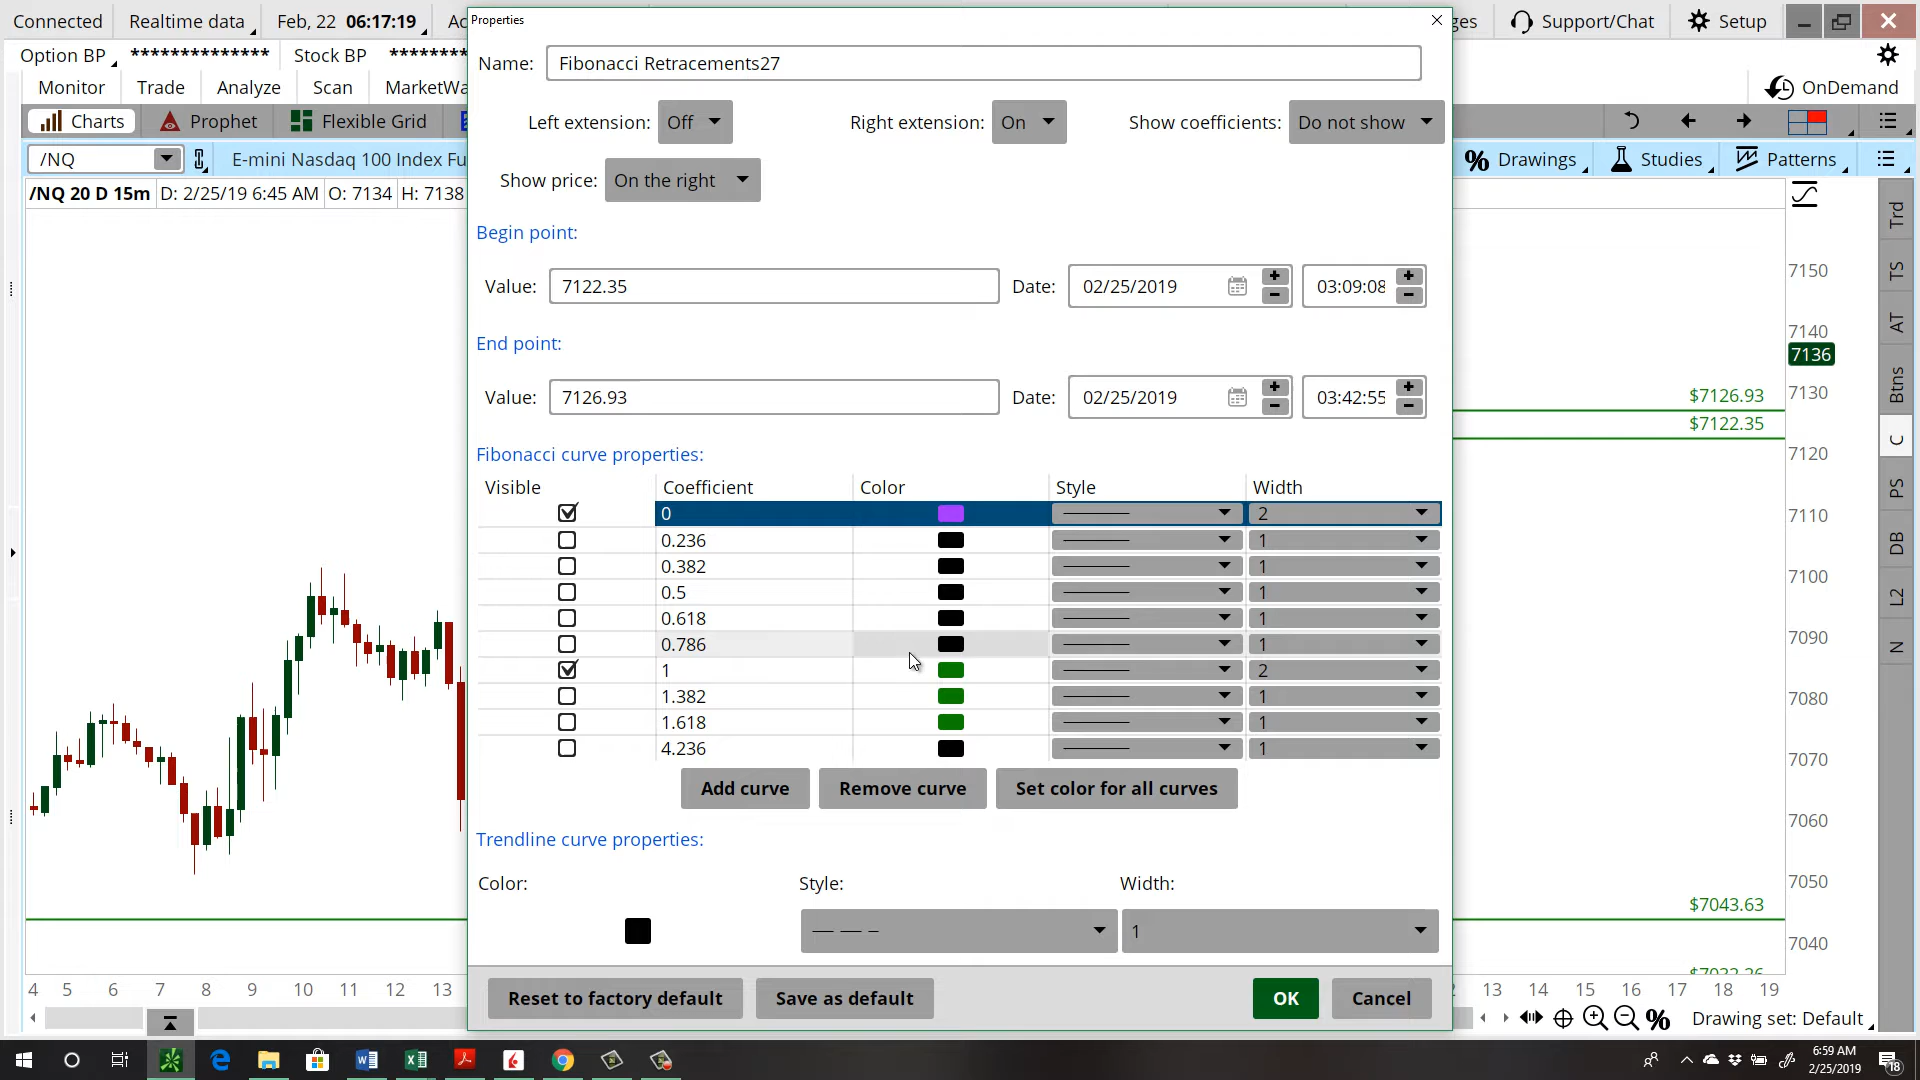 Connected Realtime data Feb, 22 06:17:19 Ac Properties ges Support/Chat Setup
Option BP ************** Stock BP *******
Name: Fibonacci Retracements27
Monitor Trade Analyze Scan MarketWa OnDemand
Charts Prophet Flexible Grid
Left extension: Off Right extension: On Show coefficients: Do not show
/NQ E-mini Nasdaq 100 Index Fu % Drawings Studies Patterns
Show price: On the right
/NQ 20 D 15m D: 2/25/19 6:45 AM O: 7134 H: 7138
Begin point:
Value: 7122.35 Date: 02/25/2019 03:09:08
End point:
Value: 7126.93 Date: 02/25/2019 03:42:55
Fibonacci curve properties:
Visible Coefficient Color Style Width
0 2
0.236 1
0.382 1
0.5 1
0.618 1
0.786 1
1 2
1.382 1
1.618 1
4.236 1
Add curve Remove curve Set color for all curves
Trendline curve properties:
Color: Style: Width:
1
Reset to factory default Save as default OK Cancel
7150
7140
7136
7130
$7126.93
$7122.35
7120
7110
7100
7090
7080
7070
7060
7050
$7043.63
7040
$7032.26
Trd
TS
AT
Btns
C
PS
DB
L2
N
4 5 6 7 8 9 10 11 12 13 13 14 15 16 17 18 19
% Drawing set: Default
6:59 AM
2/25/2019
18